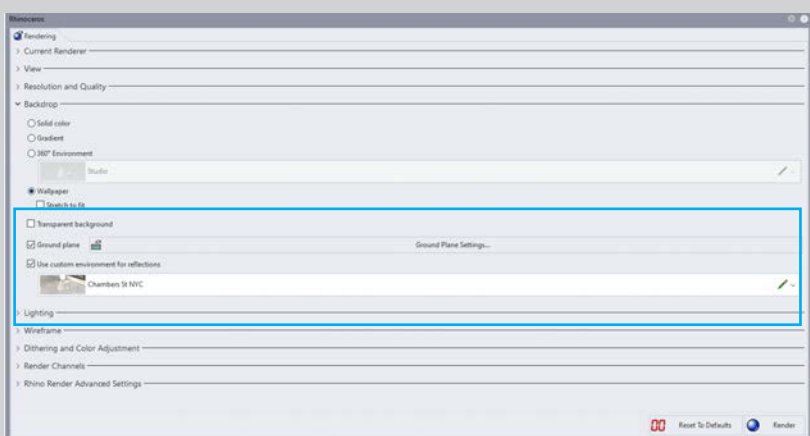 Rhinoceros
Rendering
Current Renderer
View
Resolution and Quality
Backdrop
Solid color
Gradient
360° Environment
Studio
Wallpaper
Stretch to fit
Transparent background
Ground plane Ground Plane Settings...
Use custom environment for reflections
Chambers St NYC
Lighting
Wireframe
Dithering and Color Adjustment
Render Channels
Rhino Render Advanced Settings
Reset To Defaults Render